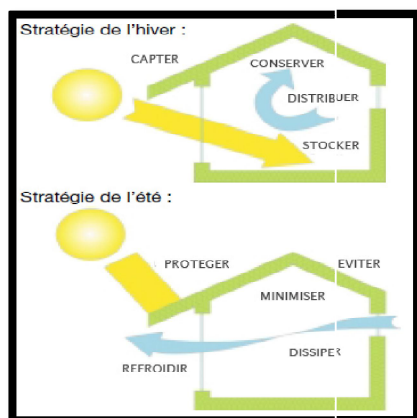 Stratégie de l'hiver :
CAPTER
CONSERVER
DISTRIBUER
STOCKER
Stratégie de l'été :
PROTEGER
EVITER
MINIMISER
REFROIDIR
DISSIPER